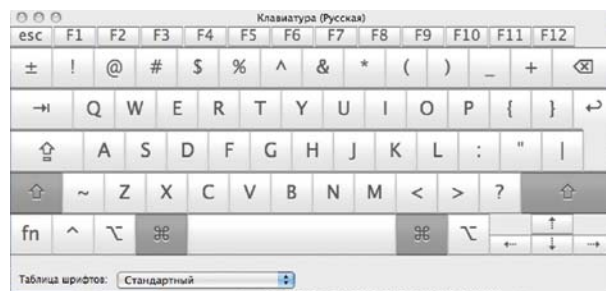 Клавиатура (Русская)
esc F1 F2 F3 F4 F5 F6 F7 F8 F9 F10 F11 F12
± ! @ # $ % ^ & * ( ) _ + ⌫
⇥ Q W E R T Y U I O P { } ↩
⇪ A S D F G H J K L : " |
⇧ ~ Z X C V B N M < > ? ⇧
fn ^ ⌥ ⌘ ⌘ ⌥ ← ↑ ↓ →
Таблица шрифтов: Стандартный